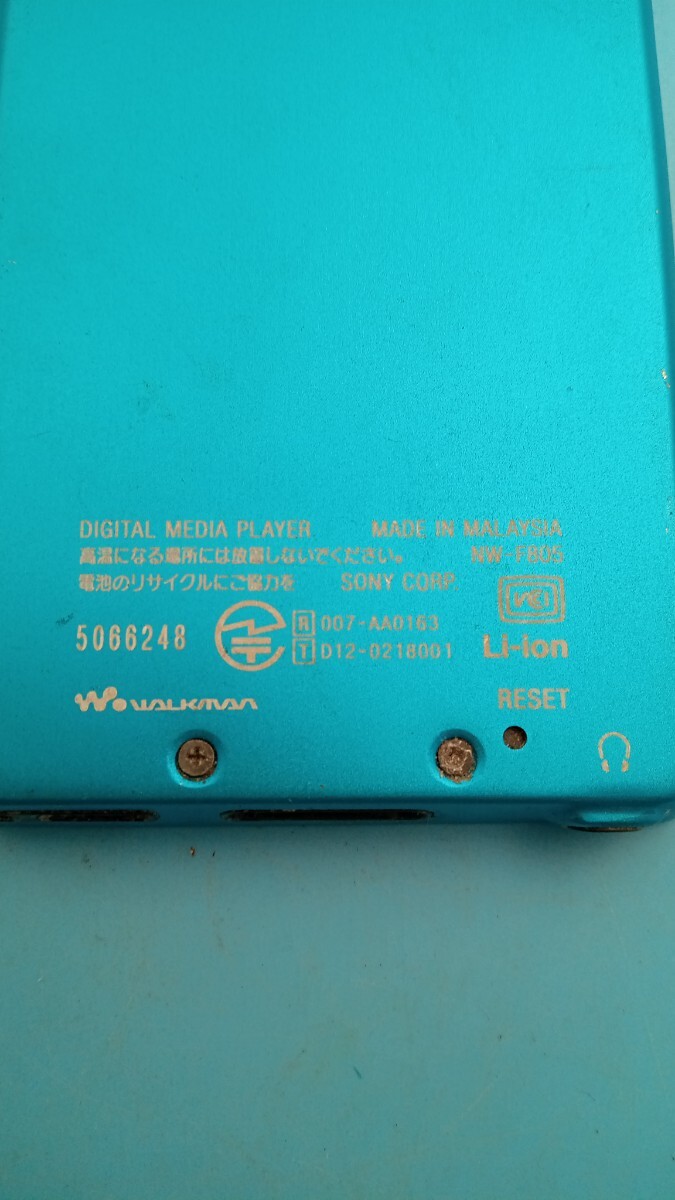 DIGITAL MEDIA PLAYER MADE IN MALAYSIA
高温になる場所には放置しないでください。 NW-F805
電池のリサイクルにご協力を SONY CORP.
5066248 R 007-AA0163
T D12-0218001 Li-ion
WALKMAN RESET